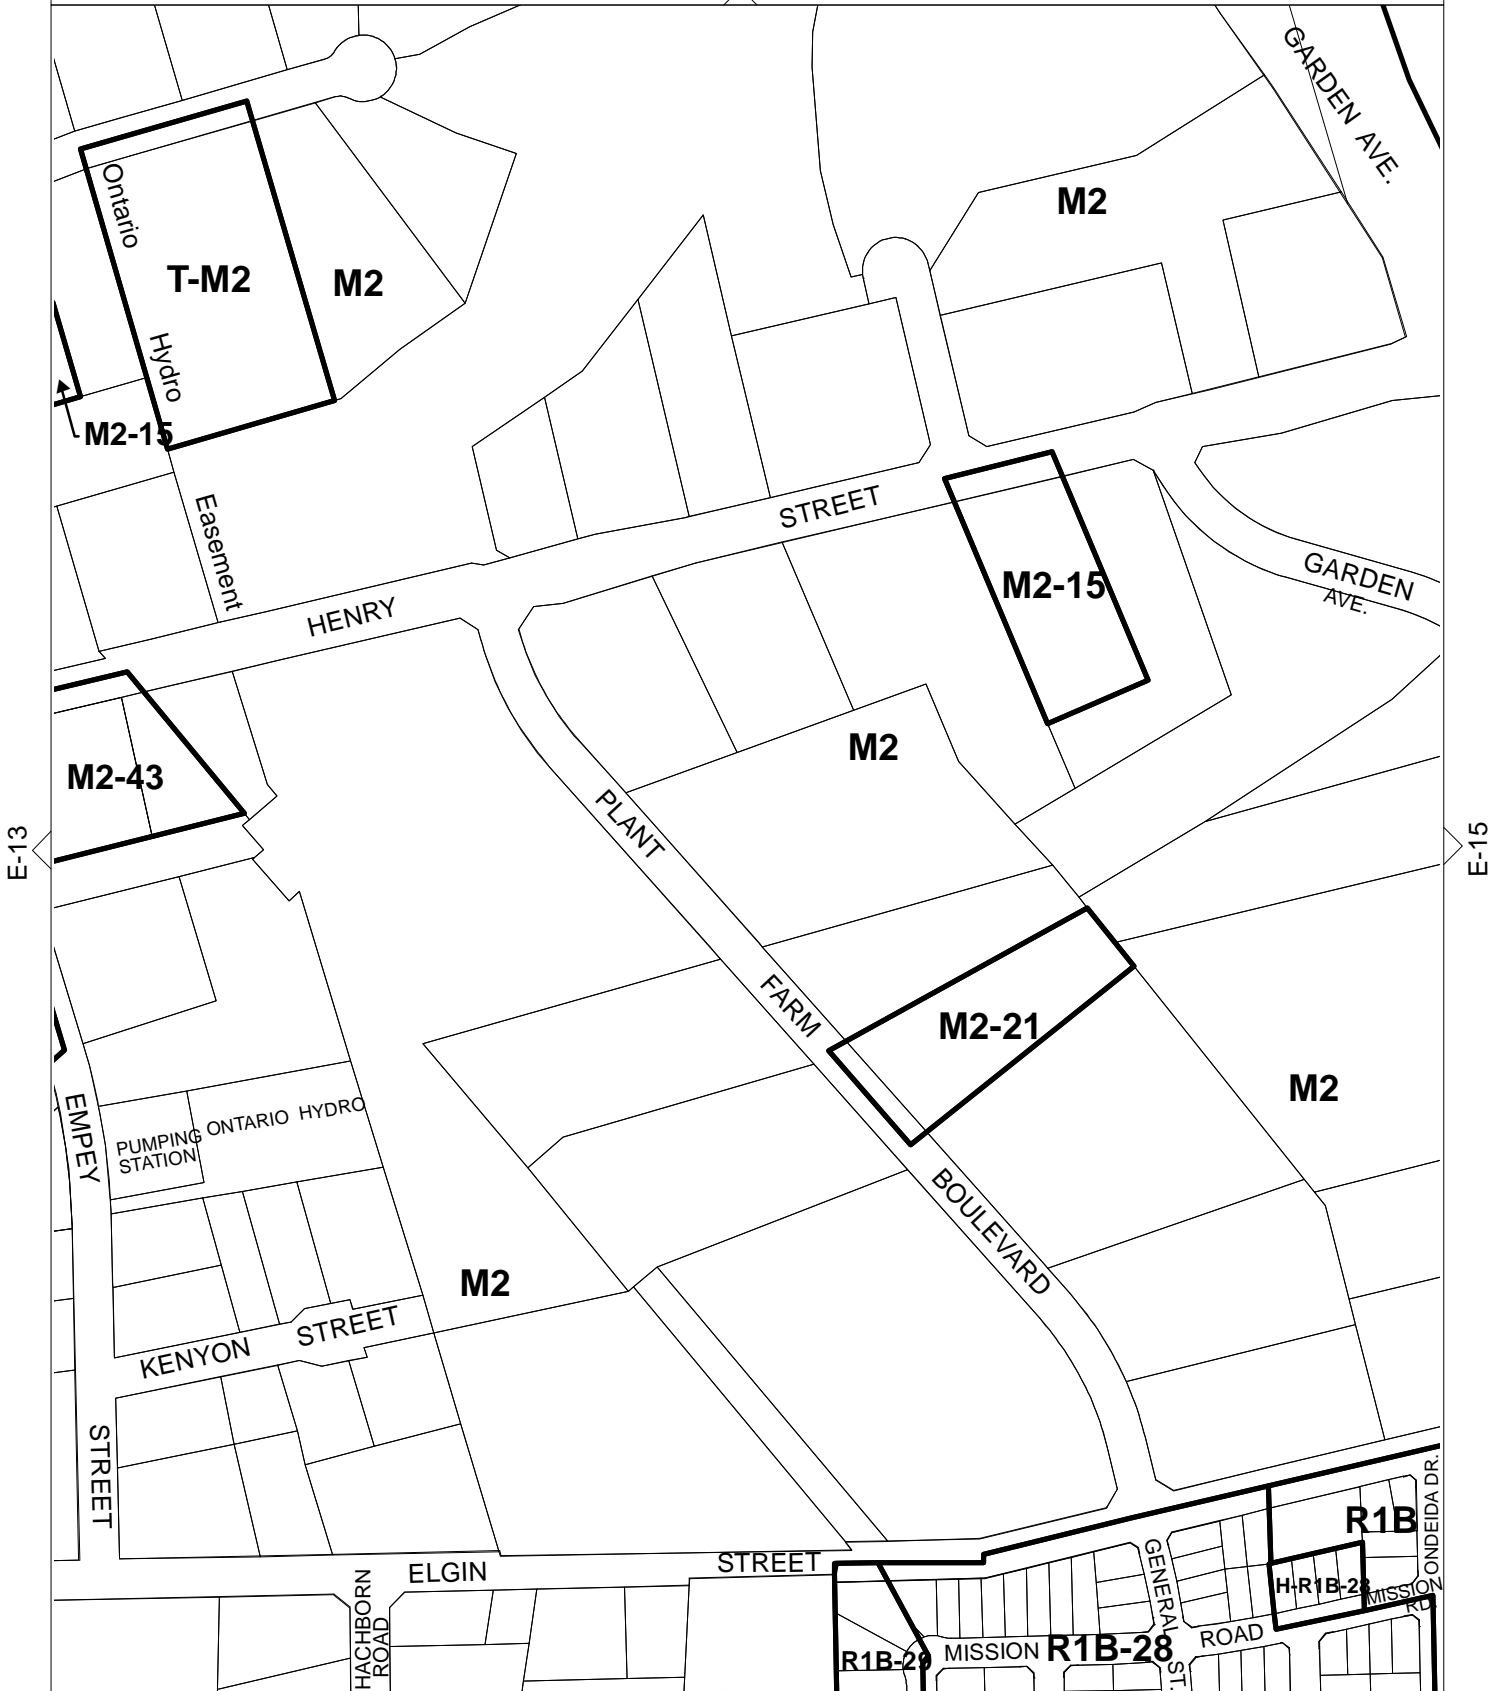 GARDEN AVE.
M2
Ontario
T-M2
M2
Hydro
M2-15
STREET
Easement
M2-15
GARDEN
AVE.
HENRY
M2
M2-43
PLANT
E-13
E-15
FARM
M2-21
M2
EMPEY
PUMPING
STATION
ONTARIO HYDRO
BOULEVARD
M2
STREET
KENYON
STREET
R1B
ONDEIDA DR.
ELGIN
STREET
GENERAL ST.
H-R1B-28
MISSION
RD.
HACHBORN
ROAD
R1B-29
MISSION
R1B-28
ROAD